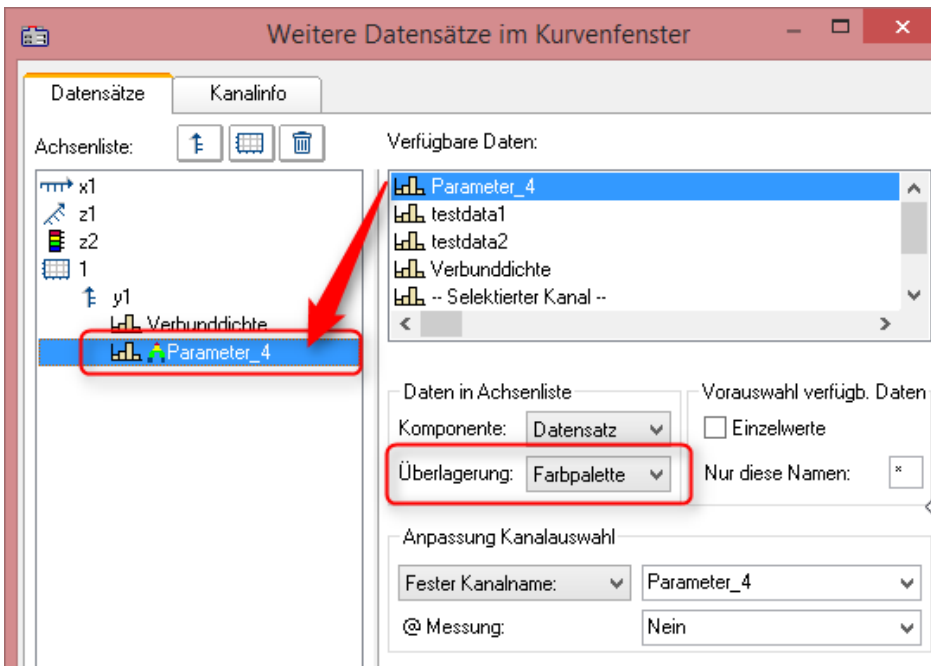 Weitere Datensätze im Kurvenfenster
Datensätze
Kanalinfo
Achsenliste:
x1
z1
z2
1
y1
Verbunddichte
Parameter_4
Verfügbare Daten:
Parameter_4
testdata1
testdata2
Verbunddichte
-- Selektierter Kanal --
Daten in Achsenliste
Komponente: Datensatz
Überlagerung: Farbpalette
Vorauswahl verfügb. Daten
Einzelwerte
Nur diese Namen: *
Anpassung Kanalauswahl
Fester Kanalname: Parameter_4
@ Messung: Nein